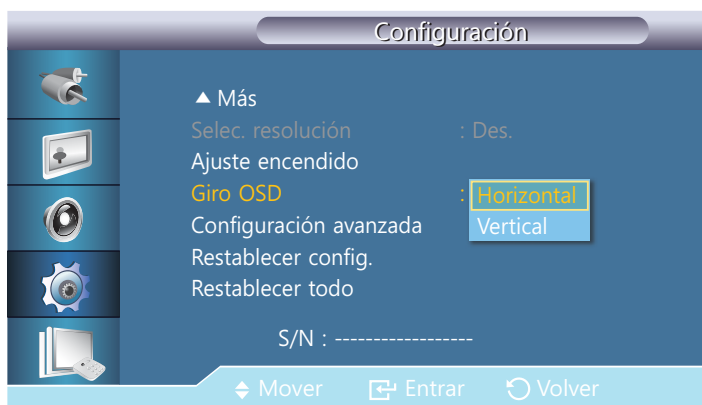 Configuración
▲ Más
Selec. resolución : Des.
Ajuste encendido
Giro OSD : Horizontal
Configuración avanzada Vertical
Restablecer config.
Restablecer todo
S/N : ------------------
Mover Entrar Volver